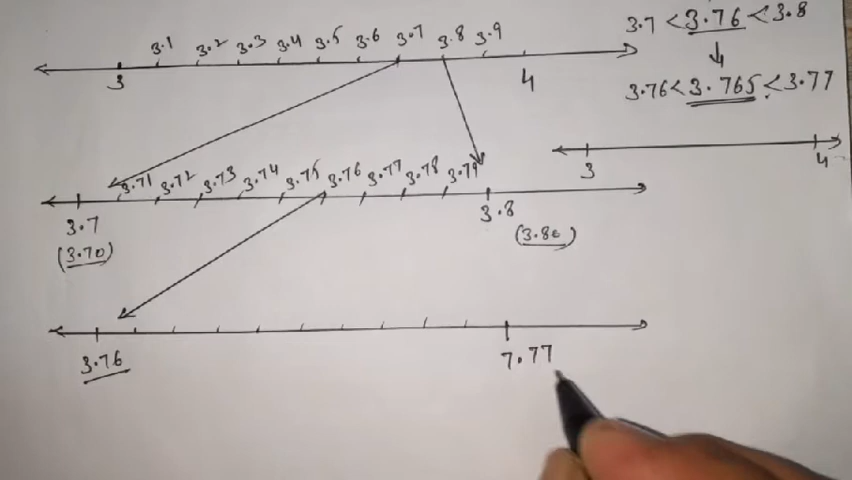 3.1 3.2 3.3 3.4 3.5 3.6 3.7 3.8 3.9
3 4
3.7 < 3.76 < 3.8
3.76 < 3.765 < 3.77
3 4
3.71 3.72 3.73 3.74 3.75 3.76 3.77 3.78 3.79
3.7 3.8
(3.70) (3.80)
3.76 7.77